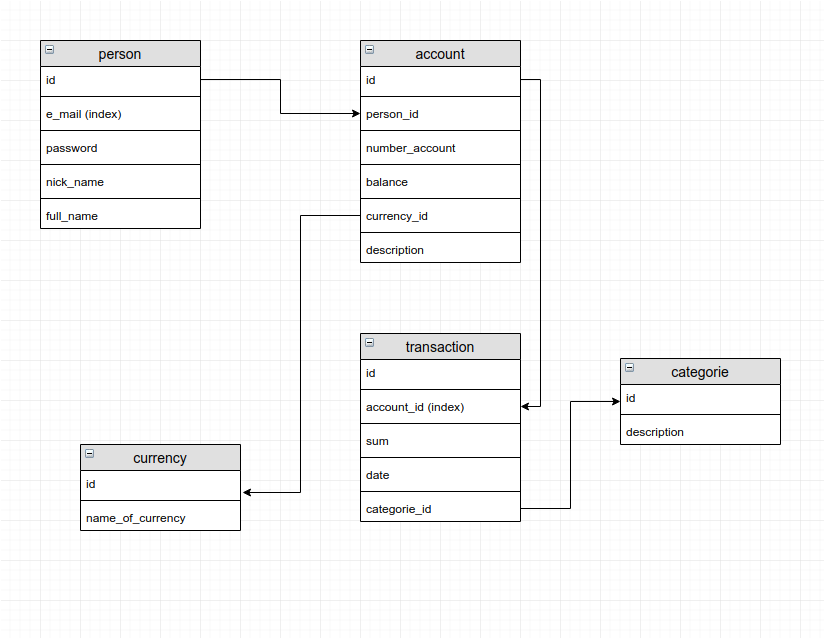 person
id
e_mail (index)
password
nick_name
full_name
account
id
person_id
number_account
balance
currency_id
description
transaction
id
account_id (index)
sum
date
categorie_id
categorie
id
description
currency
id
name_of_currency